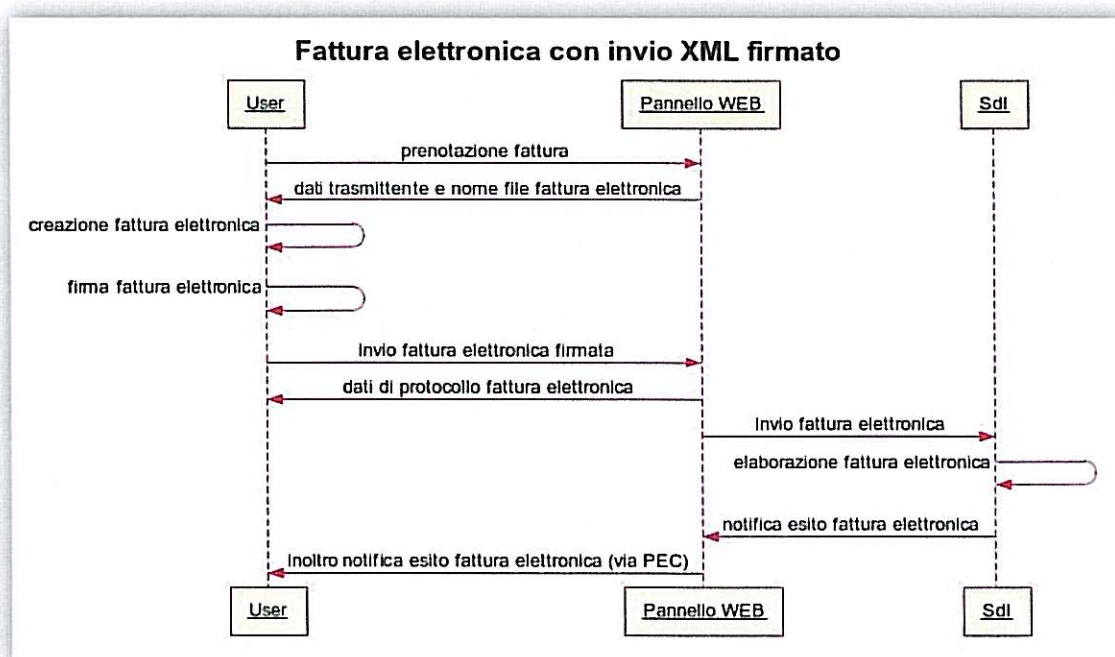 Fattura elettronica con invio XML firmato
User
Pannello WEB
SdI
prenotazione fattura
dati trasmittente e nome file fattura elettronica
creazione fattura elettronica
firma fattura elettronica
Invio fattura elettronica firmata
dati di protocollo fattura elettronica
Invio fattura elettronica
elaborazione fattura elettronica
notifica esito fattura elettronica
Inoltro notifica esito fattura elettronica (via PEC)
User
Pannello WEB
SdI